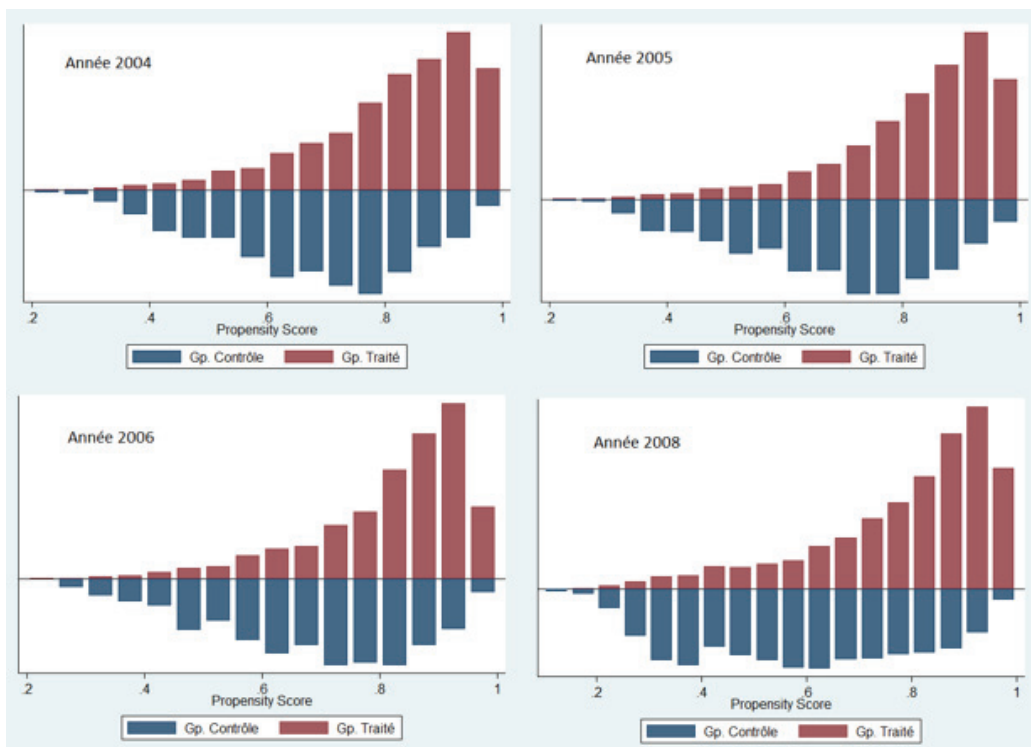 Année 2004
.2 .4 .6 .8 1
Propensity Score
Gp. Contrôle Gp. Traité
Année 2005
.2 .4 .6 .8 1
Propensity Score
Gp. Contrôle Gp. Traité
Année 2006
.2 .4 .6 .8 1
Propensity Score
Gp. Contrôle Gp. Traité
Année 2008
.2 .4 .6 .8 1
Propensity Score
Gp. Contrôle Gp. Traité